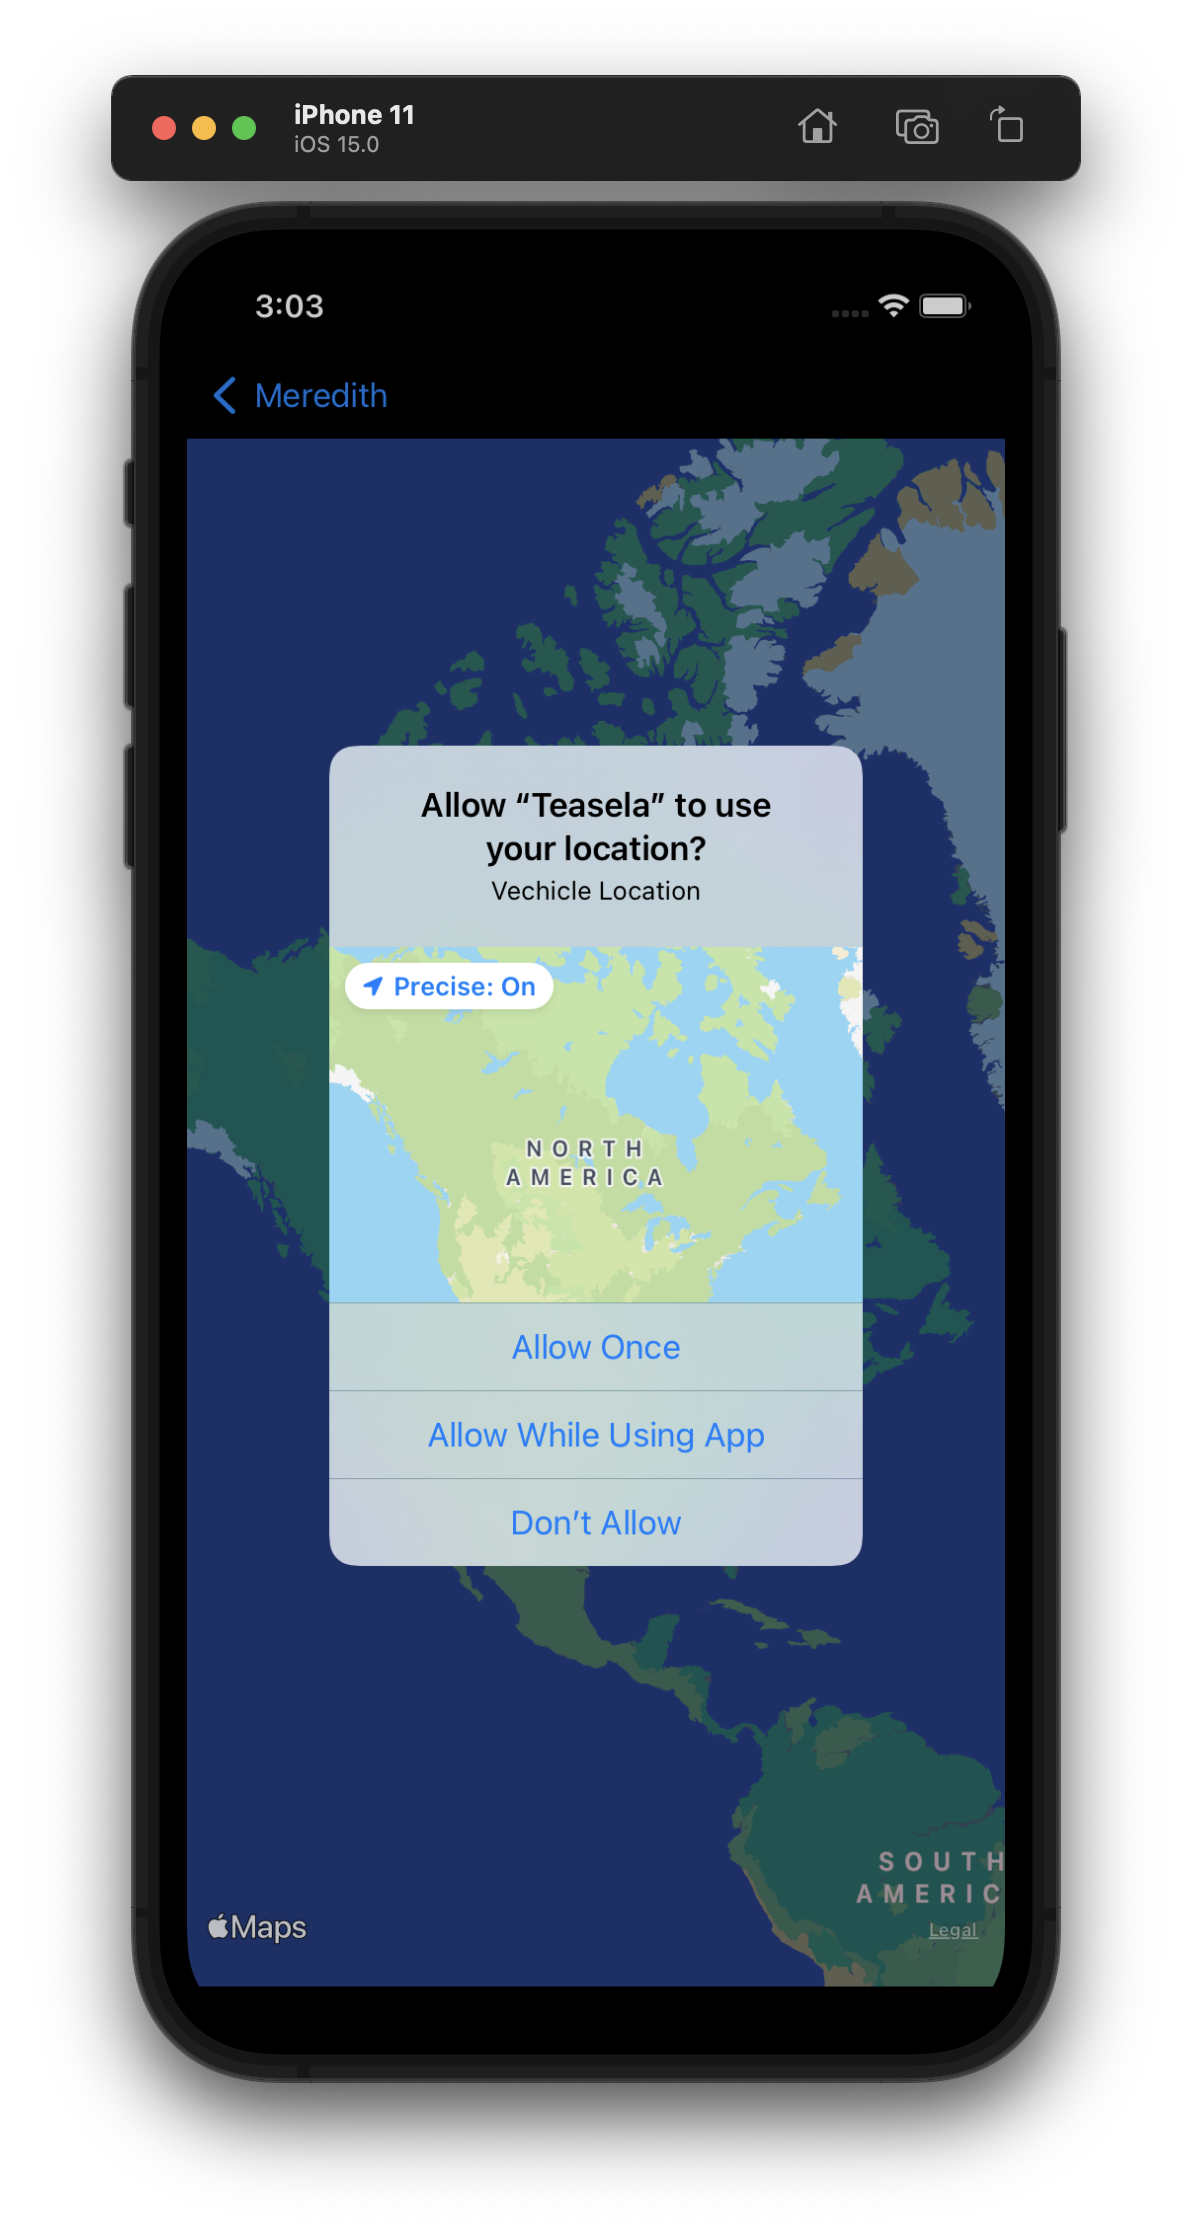 iPhone 11
iOS 15.0
3:03
Meredith
Allow “Teasela” to use
your location?
Vechicle Location
Precise: On
NORTH
AMERICA
Allow Once
Allow While Using App
Don’t Allow
SOUTH
AMERIC
Maps
Legal